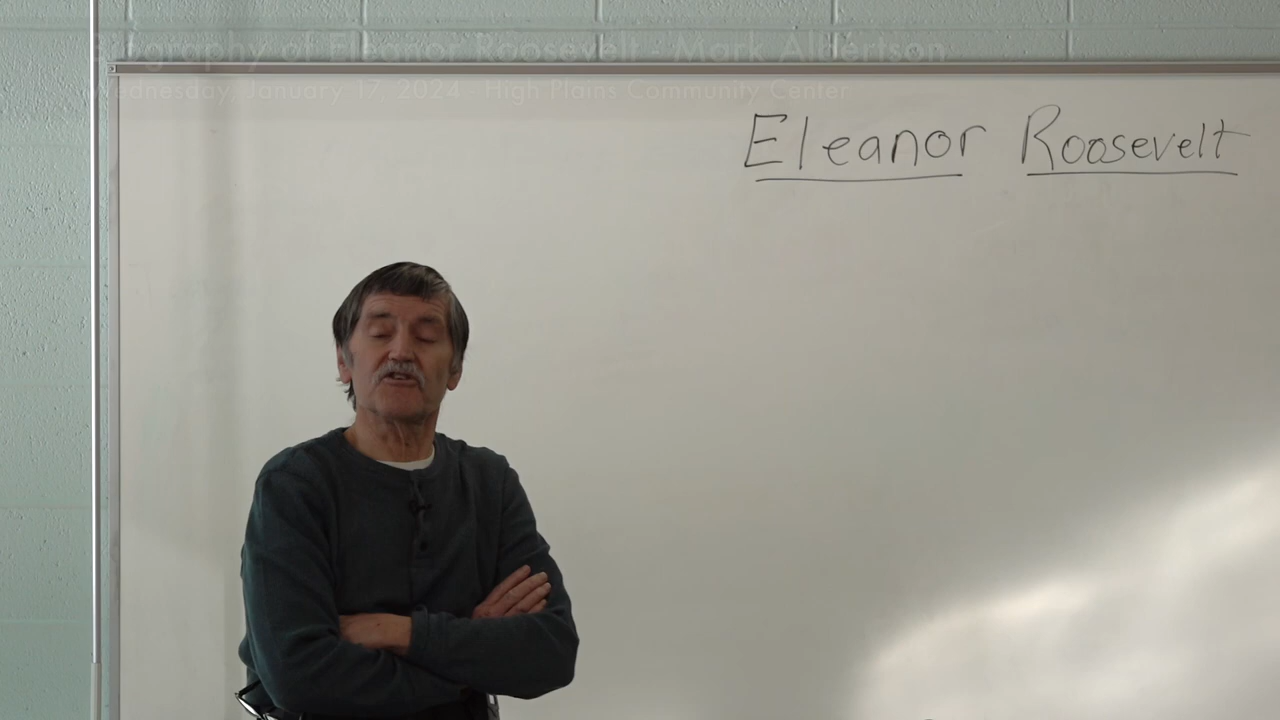 Biography of Eleanor Roosevelt - Mark Albertson
Wednesday, January 17, 2024 - High Plains Community Center
Eleanor Roosevelt